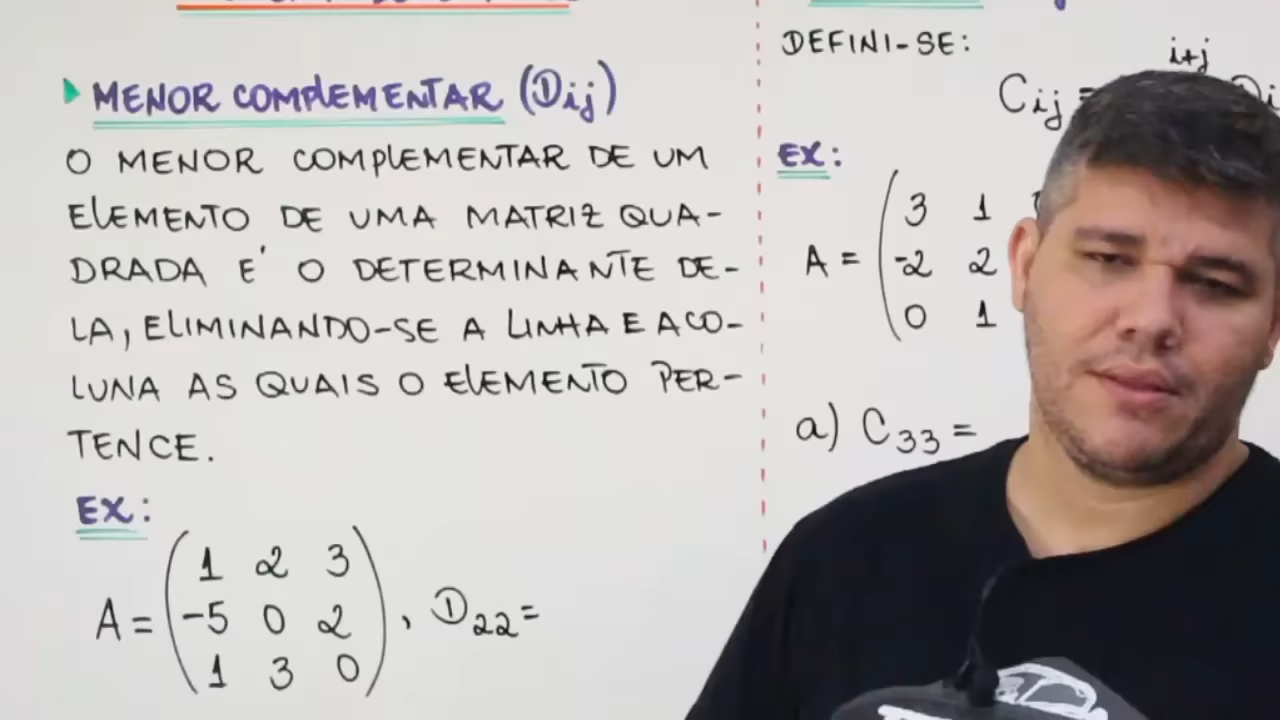 ▶ MENOR COMPLEMENTAR (Dij)
O MENOR COMPLEMENTAR DE UM
ELEMENTO DE UMA MATRIZ QUA-
DRADA E' O DETERMINANTE DE-
LA, ELIMINANDO-SE A LINHA E A CO-
LUNA AS QUAIS O ELEMENTO PER-
TENCE.
EX:
A = (1 2 3
-5 0 2
1 3 0), D22 =
DEFINI-SE:
i+j
Cij =
EX:
A = (3 1
-2 2
0 1
a) C33 =